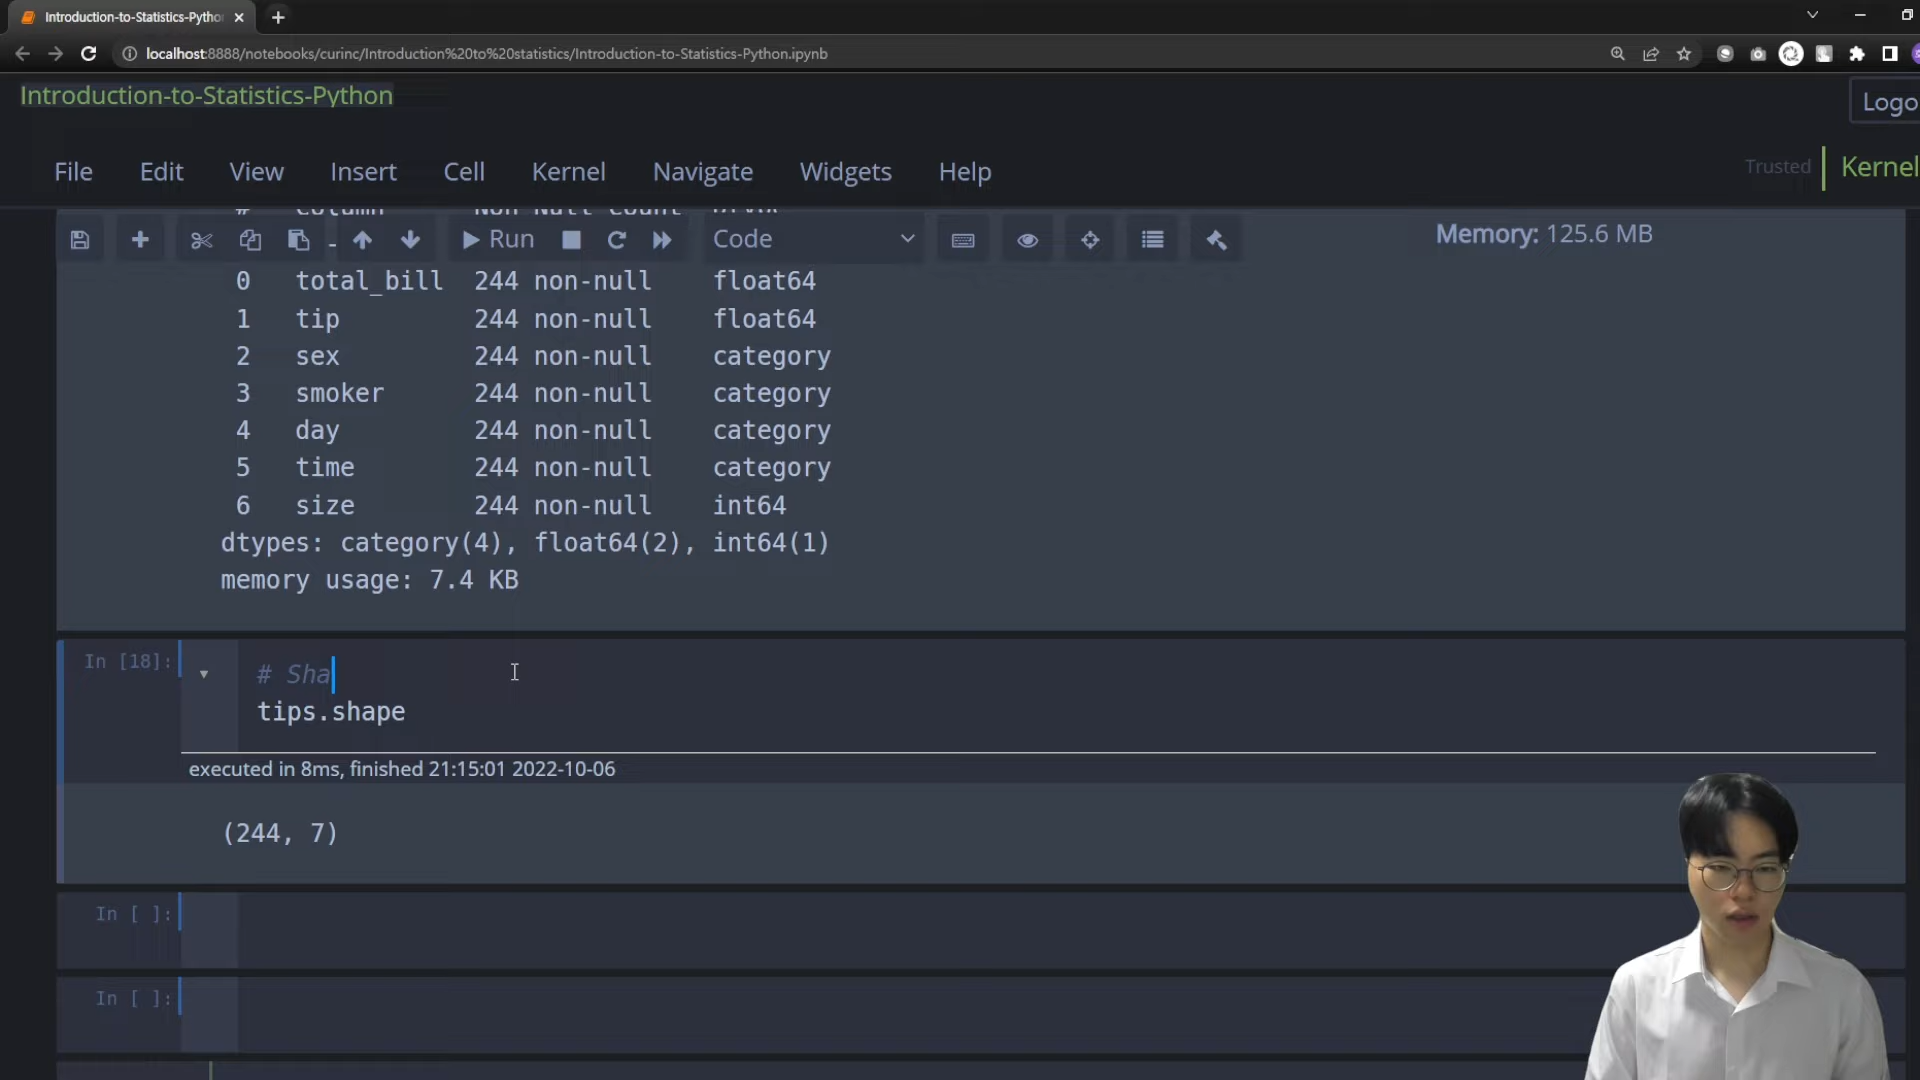 Introduction-to-Statistics-Pytho
localhost:8888/notebooks/curinc/Introduction%20to%20statistics/Introduction-to-Statistics-Python.ipynb
Introduction-to-Statistics-Python
Logo
File Edit View Insert Cell Kernel Navigate Widgets Help
Trusted
Kernel
# Column Non-Null Count Dtype
Run
Code
Memory: 125.6 MB
0 total_bill 244 non-null float64
1 tip 244 non-null float64
2 sex 244 non-null category
3 smoker 244 non-null category
4 day 244 non-null category
5 time 244 non-null category
6 size 244 non-null int64
dtypes: category(4), float64(2), int64(1)
memory usage: 7.4 KB
In [18]:
# Sha
tips.shape
executed in 8ms, finished 21:15:01 2022-10-06
(244, 7)
In [ ]:
In [ ]: